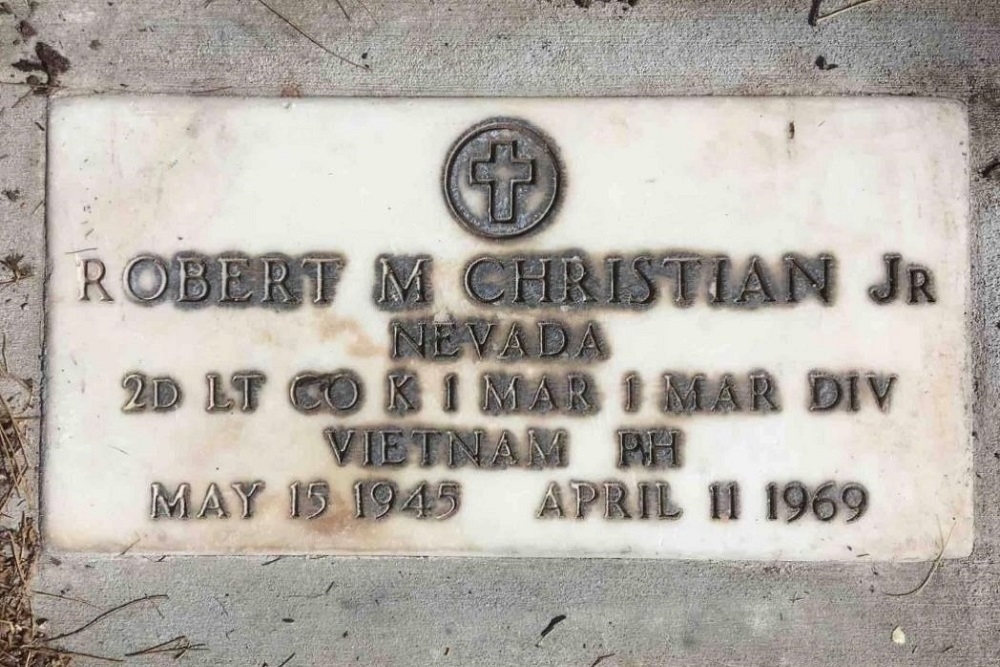 ROBERT M CHRISTIAN JR
NEVADA
2D LT CO K 1 MAR 1 MAR DIV
VIETNAM PH
MAY 15 1945 APRIL 11 1969